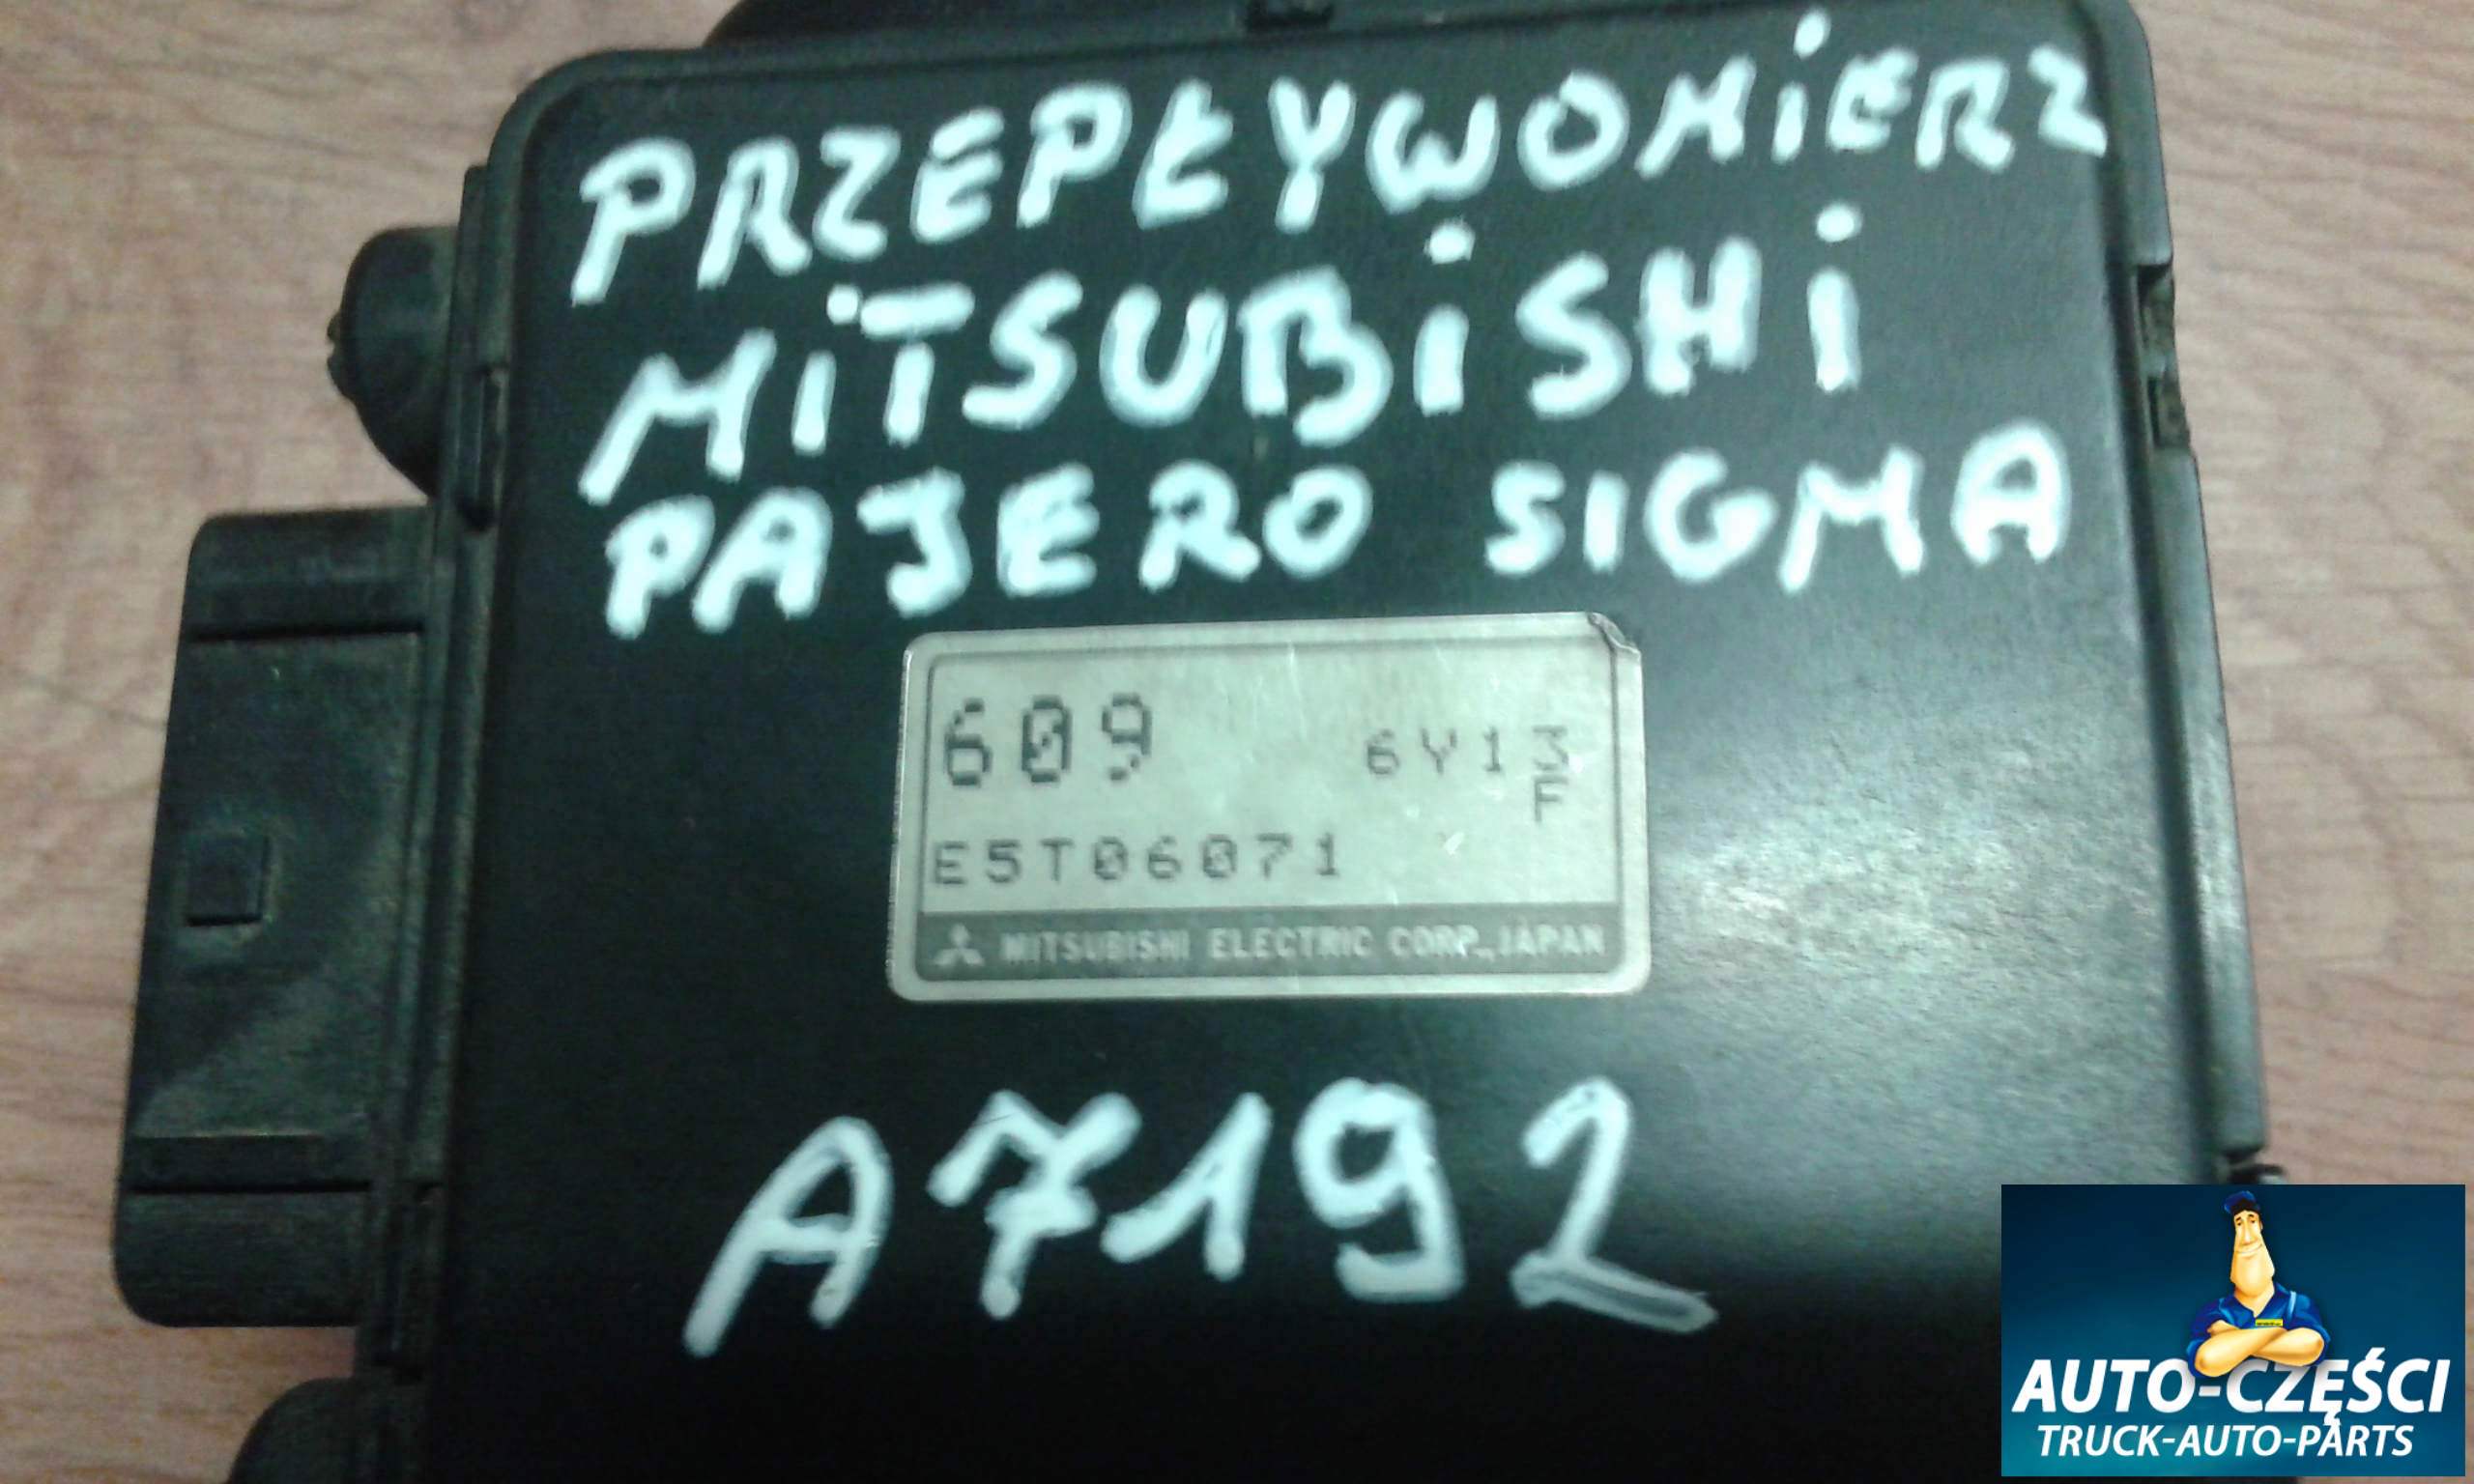 PRZEPŁYWOMiERZ
MiTSUBiSHi
PAJERO SIGMA
609 6Y13
F
E5T06071
MITSUBISHI ELECTRIC CORP., JAPAN
A7192
AUTO-CZĘŚCI
TRUCK-AUTO-PARTS